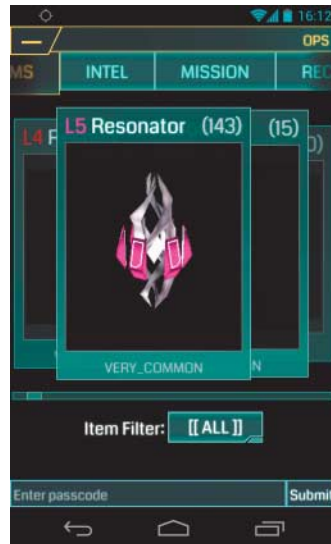 16:12
OPS
MS INTEL MISSION REC
L5 Resonator (143) (15)
L4
VERY_COMMON N
Item Filter: [[ ALL ]]
Enter passcode Submit